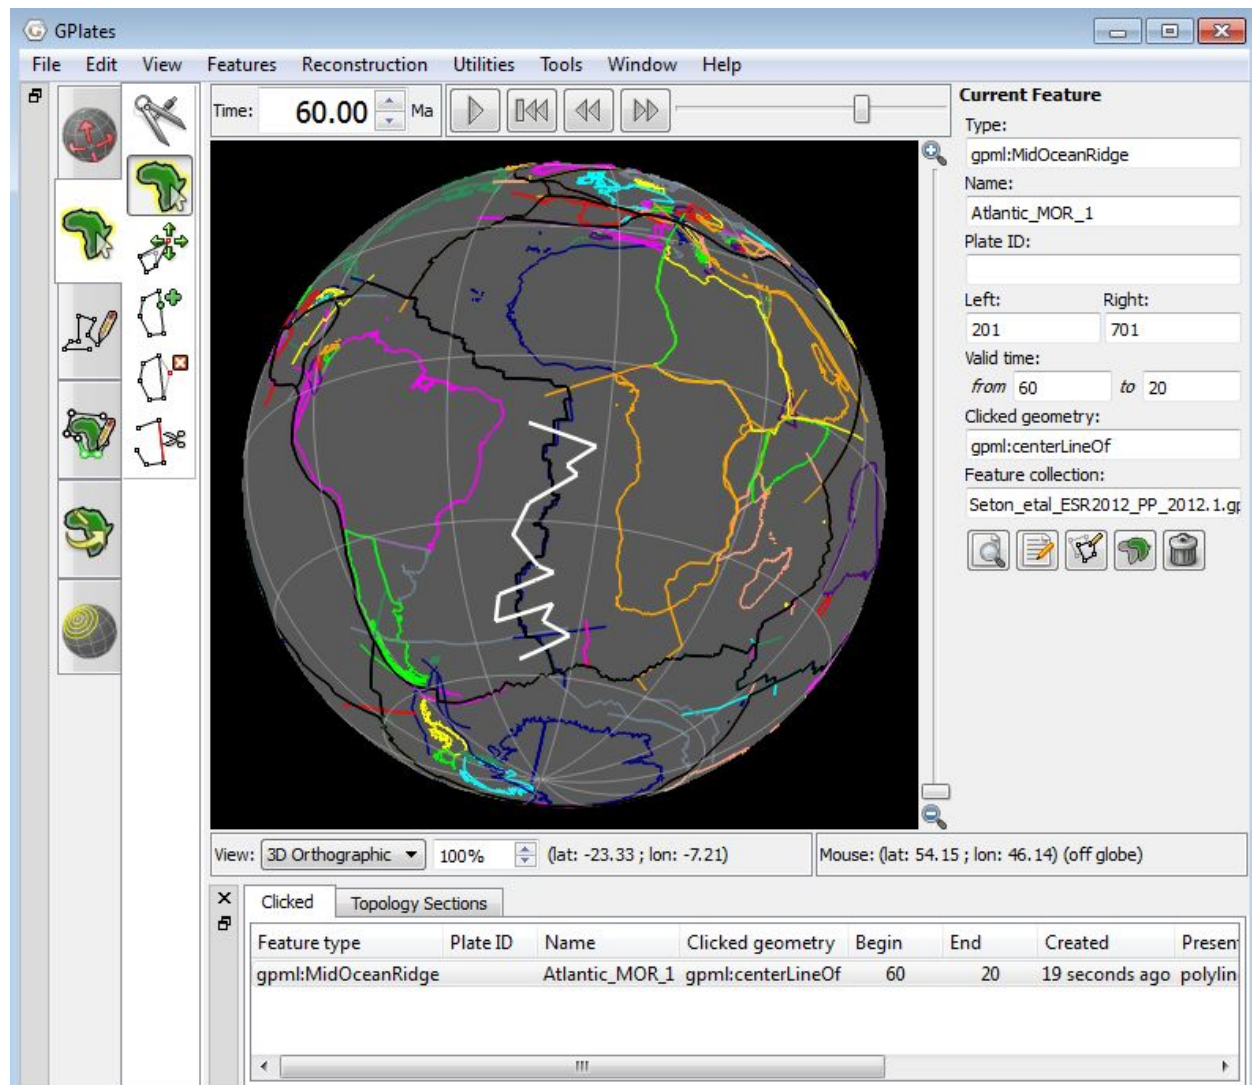 GPlates
File Edit View Features Reconstruction Utilities Tools Window Help
Time: 60.00 Ma
Current Feature
Type:
gpml:MidOceanRidge
Name:
Atlantic_MOR_1
Plate ID:
Left: Right:
201 701
Valid time:
from 60 to 20
Clicked geometry:
gpml:centerLineOf
Feature collection:
Seton_etal_ESR2012_PP_2012.1.gp
View: 3D Orthographic 100% (lat: -23.33 ; lon: -7.21) Mouse: (lat: 54.15 ; lon: 46.14) (off globe)
Clicked Topology Sections
Feature type Plate ID Name Clicked geometry Begin End Created Presen
gpml:MidOceanRidge Atlantic_MOR_1 gpml:centerLineOf 60 20 19 seconds ago polylin